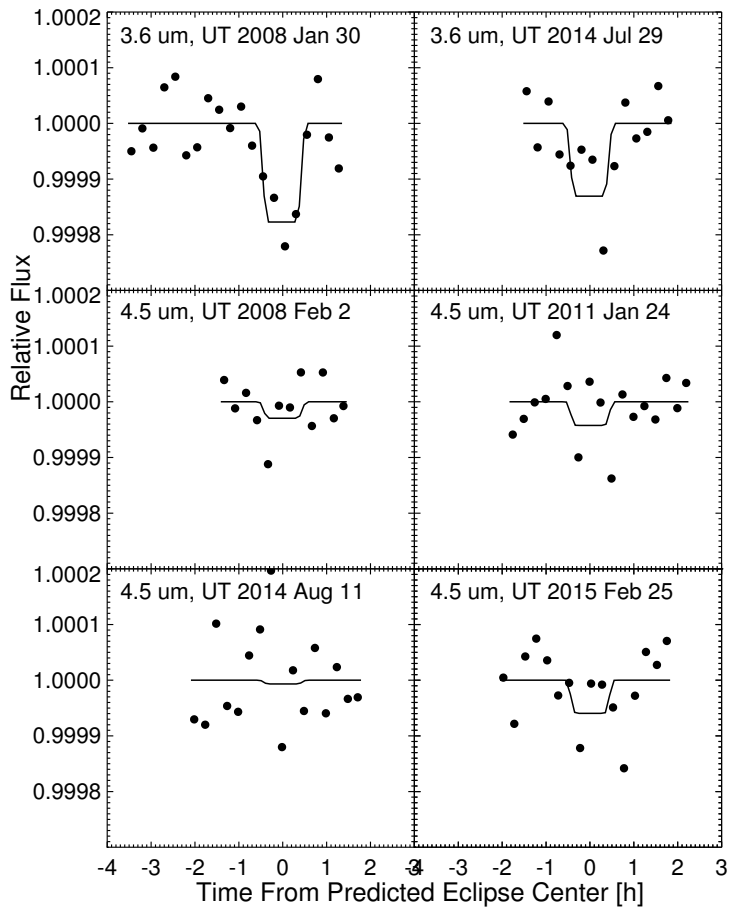 3.6 um, UT 2008 Jan 30
3.6 um, UT 2014 Jul 29
1.0002
1.0001
1.0000
0.9999
0.9998
4.5 um, UT 2008 Feb 2
4.5 um, UT 2011 Jan 24
1.0002
1.0001
1.0000
0.9999
0.9998
Relative Flux
4.5 um, UT 2014 Aug 11
4.5 um, UT 2015 Feb 25
1.0002
1.0001
1.0000
0.9999
0.9998
-4 -3 -2 -1 0 1 2 -3 -2 -1 0 1 2 3
Time From Predicted Eclipse Center [h]